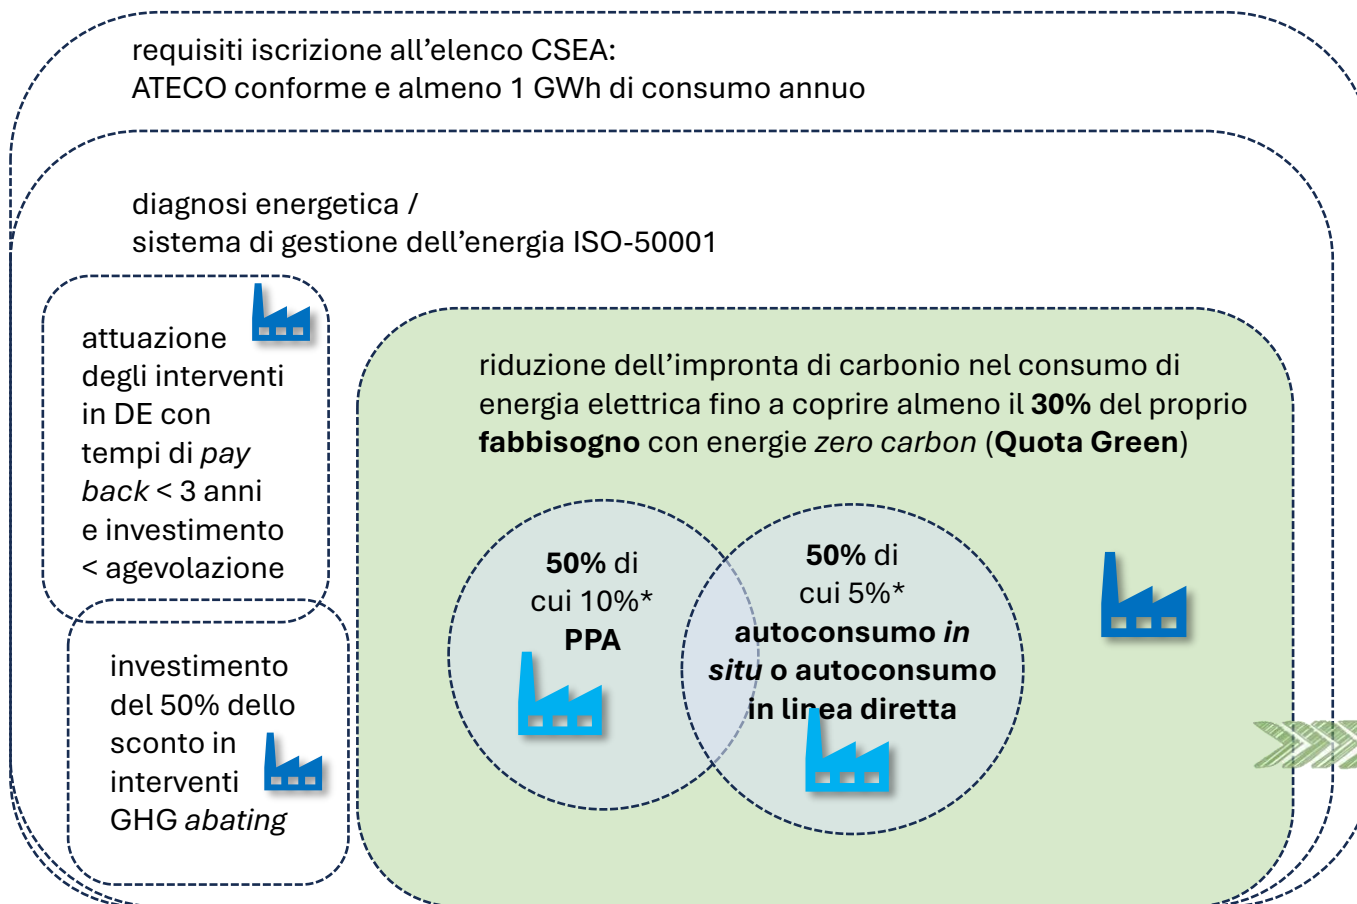 requisiti iscrizione all’elenco CSEA:
ATECO conforme e almeno 1 GWh di consumo annuo
diagnosi energetica /
sistema di gestione dell’energia ISO-50001
attuazione
degli interventi
in DE con
tempi di pay
back < 3 anni
e investimento
< agevolazione
investimento
del 50% dello
sconto in
interventi
GHG abating
riduzione dell’impronta di carbonio nel consumo di
energia elettrica fino a coprire almeno il 30% del proprio
fabbisogno con energie zero carbon (Quota Green)
50% di
cui 10%*
PPA
50% di
cui 5%*
autoconsumo in
situ o autoconsumo
in linea diretta